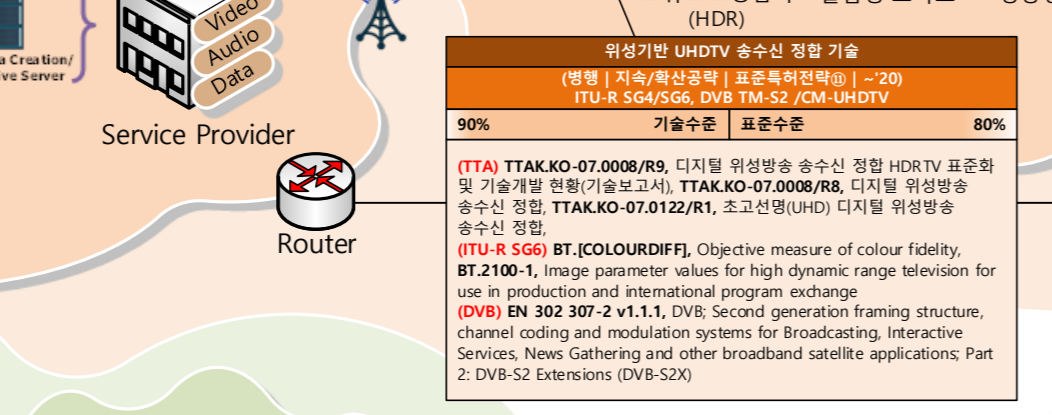 (HDR)
Video
Audio
Data
a Creation/
ive Server
Service Provider
Router
위성기반 UHDTV 송수신 정합 기술
(병행 | 지속/확산공략 | 표준특허전략⑪ | ~'20)
ITU-R SG4/SG6, DVB TM-S2 /CM-UHDTV
90% 기술수준 표준수준 80%
(TTA) TTAK.KO-07.0008/R9, 디지털 위성방송 송수신 정합 HDRTV 표준화
및 기술개발 현황(기술보고서), TTAK.KO-07.0008/R8, 디지털 위성방송
송수신 정합, TTAK.KO-07.0122/R1, 초고선명(UHD) 디지털 위성방송
송수신 정합,
(ITU-R SG6) BT.[COLOURDIFF], Objective measure of colour fidelity,
BT.2100-1, Image parameter values for high dynamic range television for
use in production and international program exchange
(DVB) EN 302 307-2 v1.1.1, DVB; Second generation framing structure,
channel coding and modulation systems for Broadcasting, Interactive
Services, News Gathering and other broadband satellite applications; Part
2: DVB-S2 Extensions (DVB-S2X)